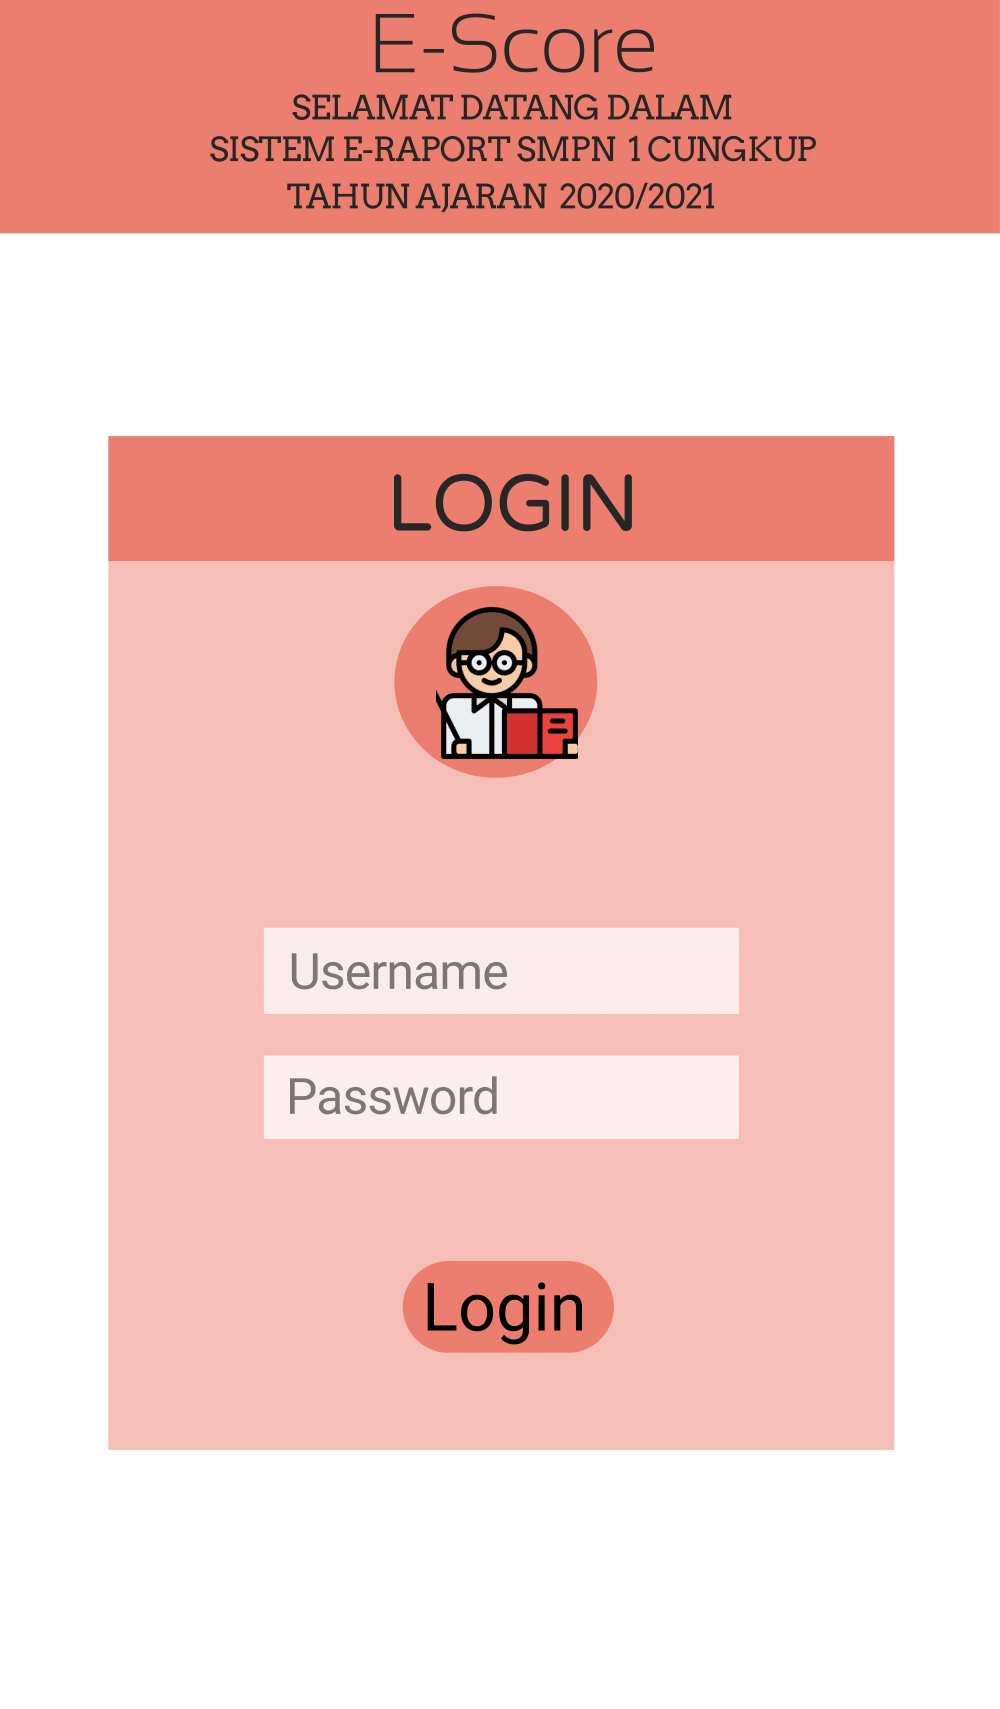 E-Score
SELAMAT DATANG DALAM
SISTEM E-RAPORT SMPN 1 CUNGKUP
TAHUN AJARAN 2020/2021
LOGIN
Username
Password
Login